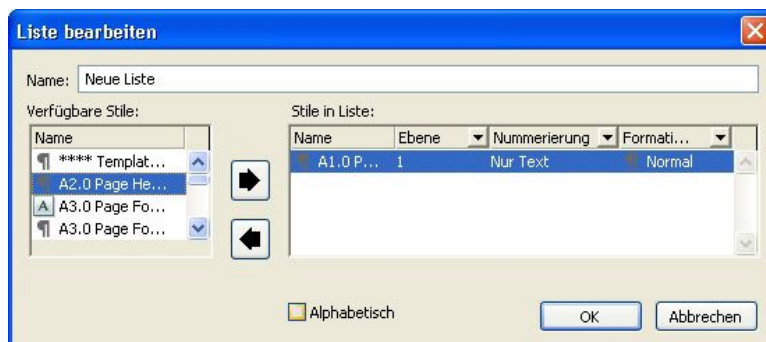 Liste bearbeiten
Name: Neue Liste
Verfügbare Stile:
Name
**** Templat...
A2.0 Page He...
A A3.0 Page Fo...
A3.0 Page Fo...
Stile in Liste:
Name Ebene Nummerierung Formati...
A1.0 P... 1 Nur Text Normal
Alphabetisch
OK Abbrechen